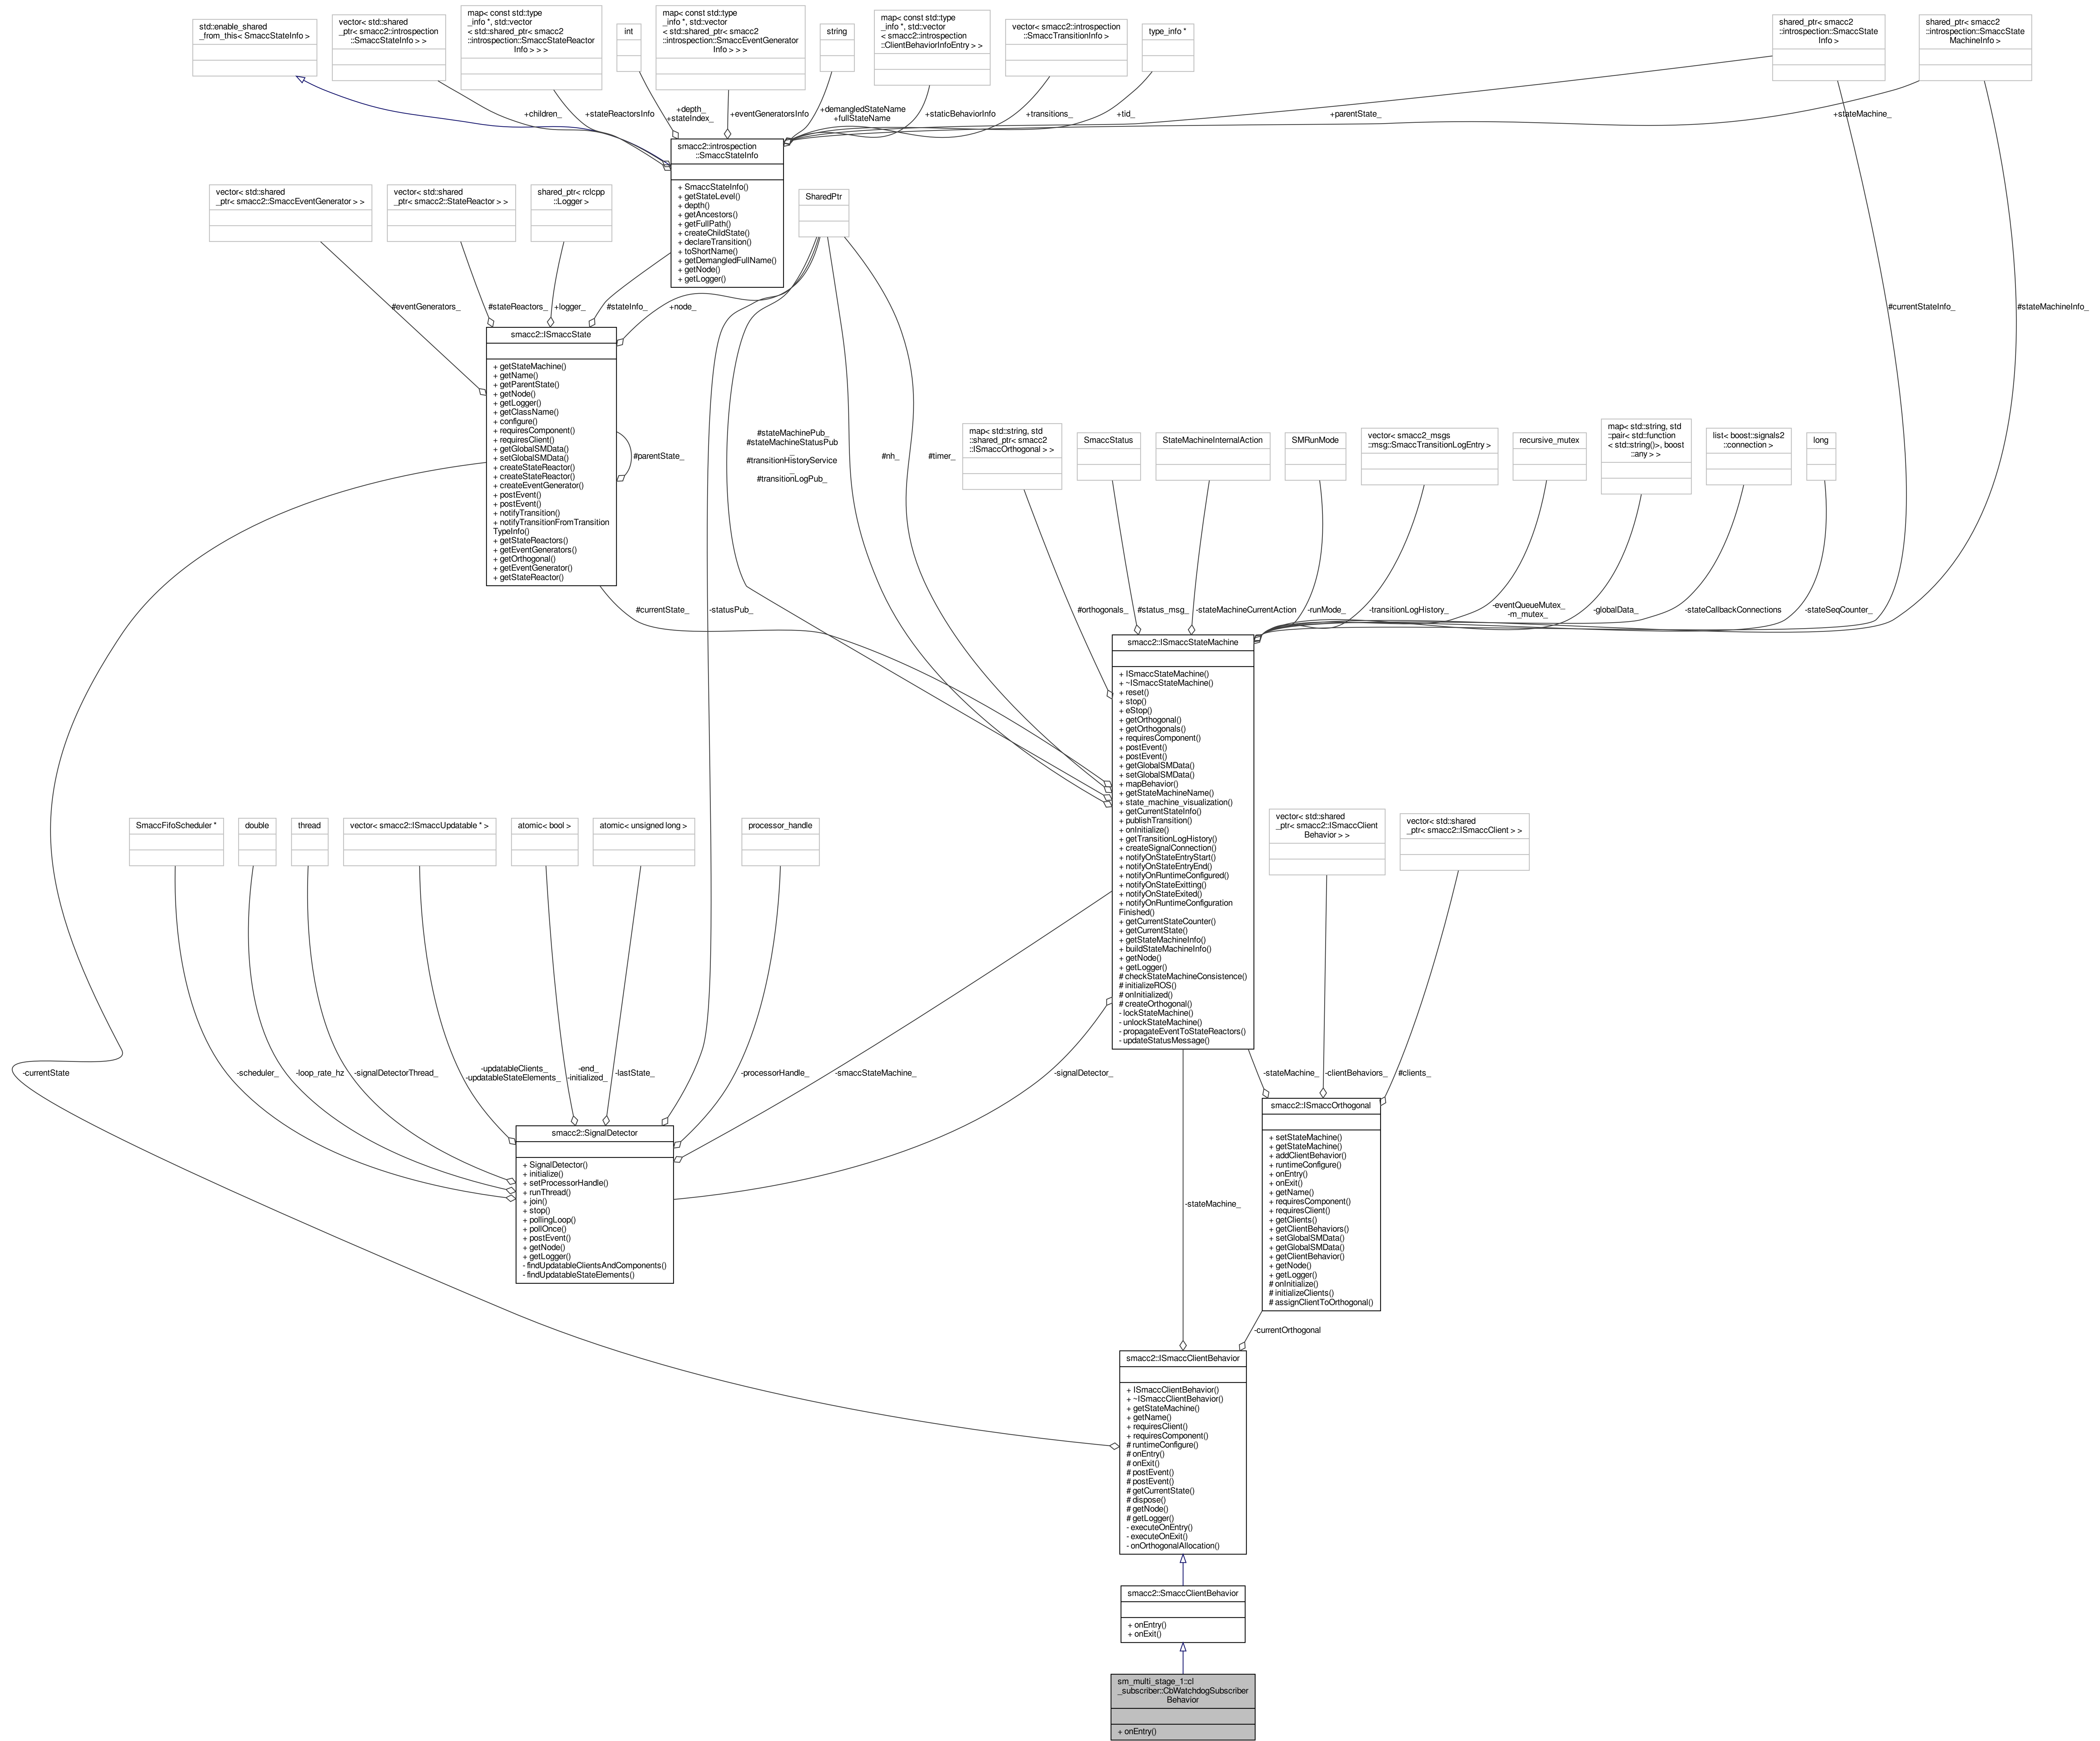 std::enable_shared
_from_this< SmaccStateInfo >
vector< std::shared
_ptr< smacc2::introspection
::SmaccStateInfo > >
map< const std::type
_info *, std::vector
< std::shared_ptr< smacc2
::introspection::SmaccStateReactor
Info > > >
int
map< const std::type
_info *, std::vector
< std::shared_ptr< smacc2
::introspection::SmaccEventGenerator
Info > > >
string
map< const std::type
_info *, std::vector
< smacc2::introspection
::ClientBehaviorInfoEntry > >
vector< smacc2::introspection
::SmaccTransitionInfo >
type_info *
shared_ptr< smacc2
::introspection::SmaccState
Info >
shared_ptr< smacc2
::introspection::SmaccState
MachineInfo >
+children_
+stateReactorsInfo
+depth_
+stateIndex_
+eventGeneratorsInfo
+demangledStateName
+fullStateName
+staticBehaviorInfo
+transitions_
+tid_
+parentState_
+stateMachine_
smacc2::introspection
::SmaccStateInfo
+ SmaccStateInfo()
+ getStateLevel()
+ depth()
+ getAncestors()
+ getFullPath()
+ createChildState()
+ declareTransition()
+ toShortName()
+ getDemangledFullName()
+ getNode()
+ getLogger()
vector< std::shared
_ptr< smacc2::SmaccEventGenerator > >
vector< std::shared
_ptr< smacc2::StateReactor > >
shared_ptr< rclcpp
::Logger >
SharedPtr
#eventGenerators_
#stateReactors_
+logger_
#stateInfo_
+node_
#currentStateInfo_
#stateMachineInfo_
smacc2::ISmaccState
+ getStateMachine()
+ getName()
+ getParentState()
+ getNode()
+ getLogger()
+ getClassName()
+ configure()
+ requiresComponent()
+ requiresClient()
+ getGlobalSMData()
+ setGlobalSMData()
+ createStateReactor()
+ createStateReactor()
+ createEventGenerator()
+ postEvent()
+ postEvent()
+ notifyTransition()
+ notifyTransitionFromTransition
TypeInfo()
+ getStateReactors()
+ getEventGenerators()
+ getOrthogonal()
+ getEventGenerator()
+ getStateReactor()
#parentState_
#stateMachinePub_
#stateMachineStatusPub
_
#transitionHistoryService
_
#transitionLogPub_
#nh_
#timer_
map< std::string, std
::shared_ptr< smacc2
::ISmaccOrthogonal > >
SmaccStatus
StateMachineInternalAction
SMRunMode
vector< smacc2_msgs
::msg::SmaccTransitionLogEntry >
recursive_mutex
map< std::string, std
::pair< std::function
< std::string()>, boost
::any > >
list< boost::signals2
::connection >
long
#currentState_
-statusPub_
#orthogonals_
#status_msg_
-stateMachineCurrentAction
-runMode_
-transitionLogHistory_
-eventQueueMutex_
-m_mutex_
-globalData_
-stateCallbackConnections
-stateSeqCounter_
smacc2::ISmaccStateMachine
+ ISmaccStateMachine()
+ ~ISmaccStateMachine()
+ reset()
+ stop()
+ eStop()
+ getOrthogonal()
+ getOrthogonals()
+ requiresComponent()
+ postEvent()
+ postEvent()
+ getGlobalSMData()
+ setGlobalSMData()
+ mapBehavior()
+ getStateMachineName()
+ state_machine_visualization()
+ getCurrentStateInfo()
+ publishTransition()
+ onInitialize()
+ getTransitionLogHistory()
+ createSignalConnection()
+ notifyOnStateEntryStart()
+ notifyOnStateEntryEnd()
+ notifyOnRuntimeConfigured()
+ notifyOnStateExitting()
+ notifyOnStateExited()
+ notifyOnRuntimeConfiguration
Finished()
+ getCurrentStateCounter()
+ getCurrentState()
+ getStateMachineInfo()
+ buildStateMachineInfo()
+ getNode()
+ getLogger()
# checkStateMachineConsistence()
# initializeROS()
# onInitialized()
# createOrthogonal()
- lockStateMachine()
- unlockStateMachine()
- propagateEventToStateReactors()
- updateStatusMessage()
SmaccFifoScheduler *
double
thread
vector< smacc2::ISmaccUpdatable * >
atomic< bool >
atomic< unsigned long >
processor_handle
vector< std::shared
_ptr< smacc2::ISmaccClient
Behavior > >
vector< std::shared
_ptr< smacc2::ISmaccClient > >
-currentState
-scheduler_
-loop_rate_hz
-signalDetectorThread_
-updatableClients_
-updatableStateElements_
-end_
-initialized_
-lastState_
-processorHandle_
-smaccStateMachine_
-signalDetector_
-stateMachine_
-clientBehaviors_
#clients_
smacc2::SignalDetector
+ SignalDetector()
+ initialize()
+ setProcessorHandle()
+ runThread()
+ join()
+ stop()
+ pollingLoop()
+ pollOnce()
+ postEvent()
+ getNode()
+ getLogger()
- findUpdatableClientsAndComponents()
- findUpdatableStateElements()
smacc2::ISmaccOrthogonal
+ setStateMachine()
+ getStateMachine()
+ addClientBehavior()
+ runtimeConfigure()
+ onEntry()
+ onExit()
+ getName()
+ requiresComponent()
+ requiresClient()
+ getClients()
+ getClientBehaviors()
+ setGlobalSMData()
+ getGlobalSMData()
+ getClientBehavior()
+ getNode()
+ getLogger()
# onInitialize()
# initializeClients()
# assignClientToOrthogonal()
-stateMachine_
-currentOrthogonal
smacc2::ISmaccClientBehavior
+ ISmaccClientBehavior()
+ ~ISmaccClientBehavior()
+ getStateMachine()
+ getName()
+ requiresClient()
+ requiresComponent()
# runtimeConfigure()
# onEntry()
# onExit()
# postEvent()
# postEvent()
# getCurrentState()
# dispose()
# getNode()
# getLogger()
- executeOnEntry()
- executeOnExit()
- onOrthogonalAllocation()
smacc2::SmaccClientBehavior
+ onEntry()
+ onExit()
sm_multi_stage_1::cl
_subscriber::CbWatchdogSubscriber
Behavior
+ onEntry()